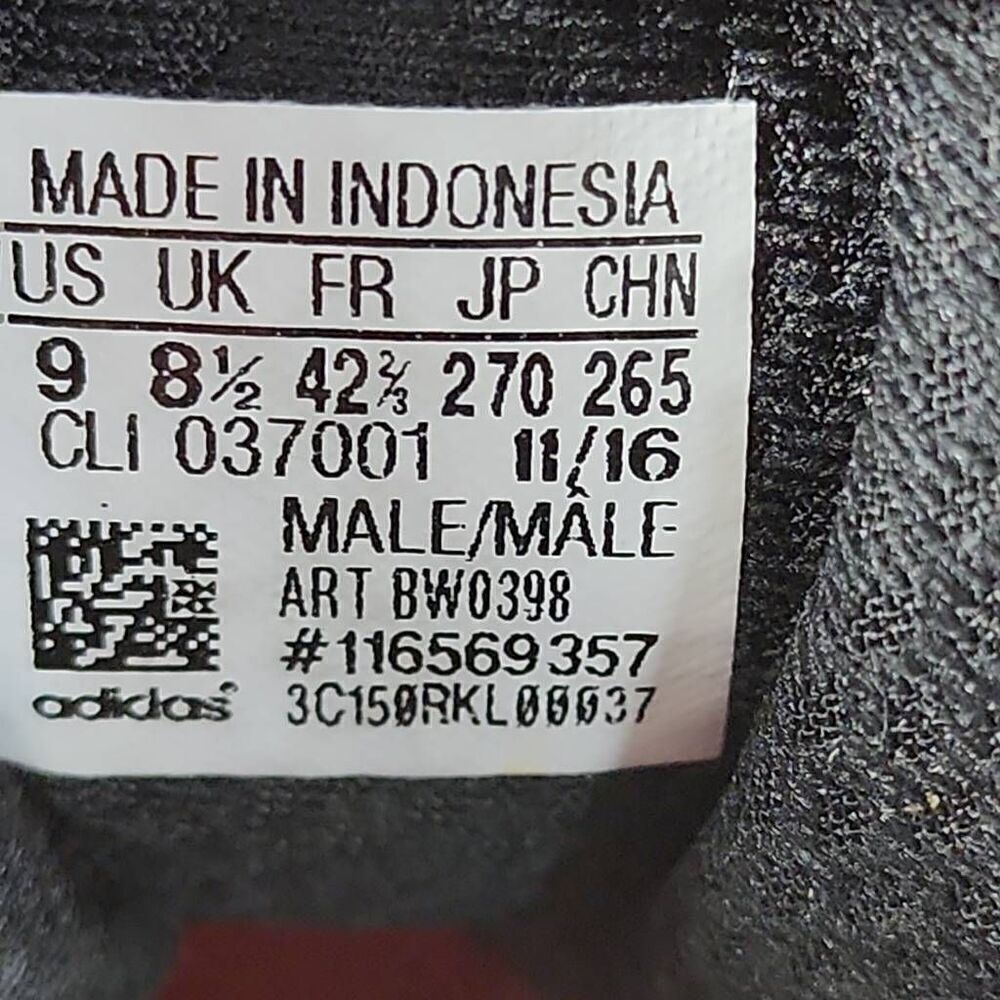 MADE IN INDONESIA
US UK FR JP CHN
9 8½ 42⅔ 270 265
CLI 037001 11/16
MALE/MÂLE
ART BW0398
#116569357
adidas® 3C150RKL00037